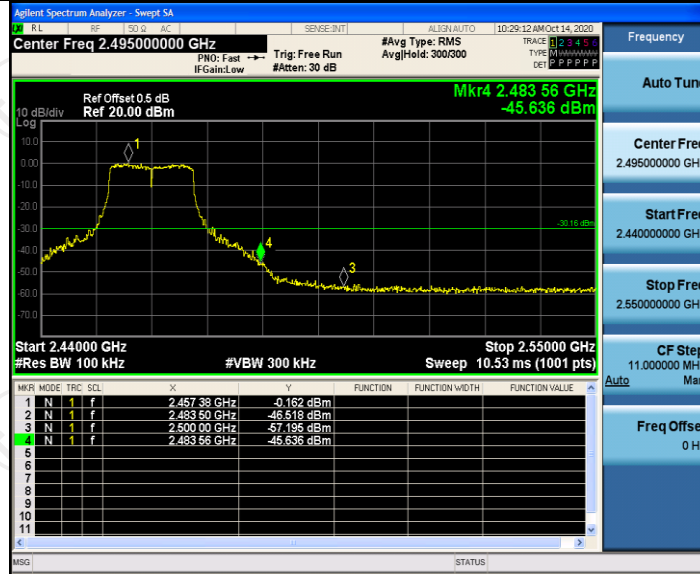 Agilent Spectrum Analyzer - Swept SA
RL RF 50 Ω AC SENSE:INT ALIGN AUTO 10:29:12 AM Oct 14, 2020
Center Freq 2.495000000 GHz
PNO: Fast
IFGain:Low
Trig: Free Run
#Atten: 30 dB
#Avg Type: RMS
Avg|Hold: 300/300
TRACE 1 2 3 4 5 6
TYPE M
DET P P P P P P
Ref Offset 0.5 dB
10 dB/div Ref 20.00 dBm
Log
Mkr4 2.483 56 GHz
-45.636 dBm
10.0
0.00
-10.0
-20.0
-30.0
-40.0
-50.0
-60.0
-70.0
1
4
3
-30.16 dBm
Start 2.44000 GHz Stop 2.55000 GHz
#Res BW 100 kHz #VBW 300 kHz Sweep 10.53 ms (1001 pts)
MKR MODE TRC SCL X Y FUNCTION FUNCTION WIDTH FUNCTION VALUE
1 N 1 f 2.457 38 GHz -0.162 dBm
2 N 1 f 2.483 50 GHz -46.518 dBm
3 N 1 f 2.500 00 GHz -57.195 dBm
4 N 1 f 2.483 56 GHz -45.636 dBm
5
6
7
8
9
10
11
MSG STATUS
Frequency
Auto Tun
Center Fre
2.495000000 GH
Start Fre
2.440000000 GH
Stop Fre
2.550000000 GH
CF Ste
11.000000 MH
Auto Ma
Freq Offse
0 H